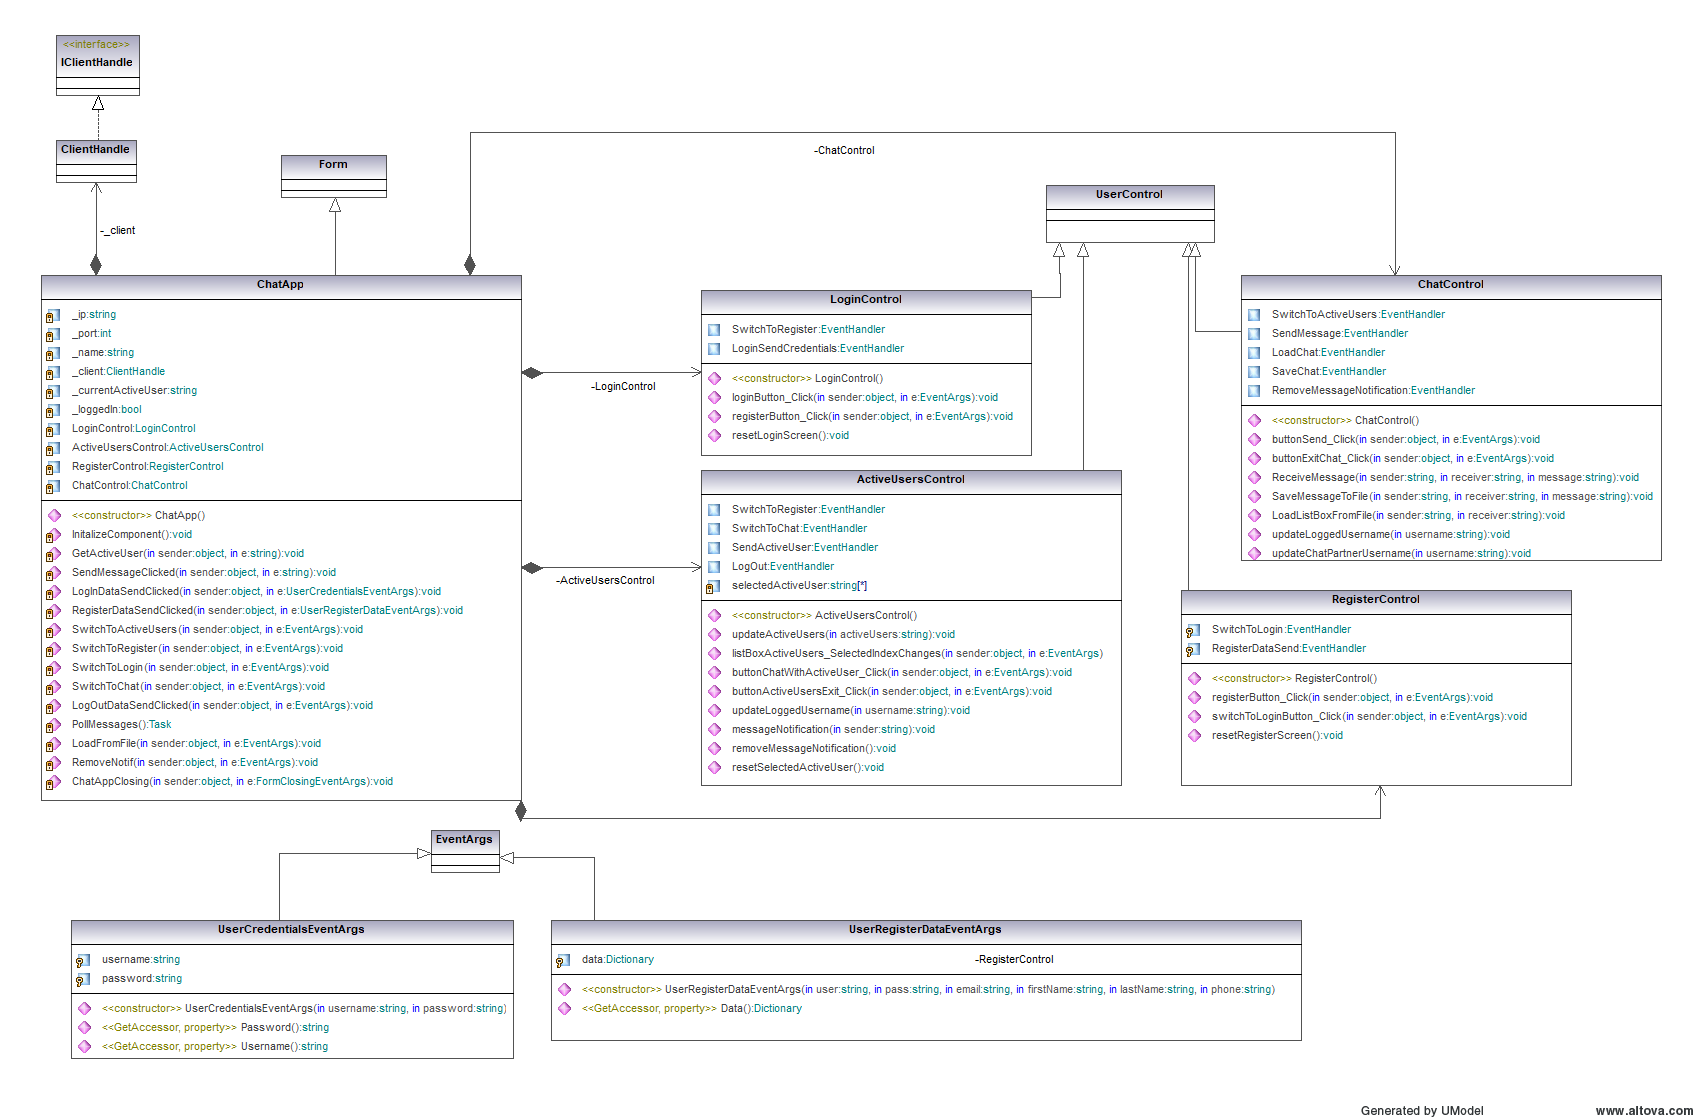 <<interface>>
IClientHandle
ClientHandle
-_client
Form
-ChatControl
UserControl
ChatApp
_ip:string
_port:int
_name:string
_client:ClientHandle
_currentActiveUser:string
_loggedIn:bool
LoginControl:LoginControl
ActiveUsersControl:ActiveUsersControl
RegisterControl:RegisterControl
ChatControl:ChatControl
<<constructor>> ChatApp()
InitalizeComponent():void
GetActiveUser(in sender:object, in e:string):void
SendMessageClicked(in sender:object, in e:string):void
LogInDataSendClicked(in sender:object, in e:UserCredentialsEventArgs):void
RegisterDataSendClicked(in sender:object, in e:UserRegisterDataEventArgs):void
SwitchToActiveUsers(in sender:object, in e:EventArgs):void
SwitchToRegister(in sender:object, in e:EventArgs):void
SwitchToLogin(in sender:object, in e:EventArgs):void
SwitchToChat(in sender:object, in e:EventArgs):void
LogOutDataSendClicked(in sender:object, in e:EventArgs):void
PollMessages():Task
LoadFromFile(in sender:object, in e:EventArgs):void
RemoveNotif(in sender:object, in e:EventArgs):void
ChatAppClosing(in sender:object, in e:FormClosingEventArgs):void
-LoginControl
-ActiveUsersControl
LoginControl
SwitchToRegister:EventHandler
LoginSendCredentials:EventHandler
<<constructor>> LoginControl()
loginButton_Click(in sender:object, in e:EventArgs):void
registerButton_Click(in sender:object, in e:EventArgs):void
resetLoginScreen():void
ActiveUsersControl
SwitchToRegister:EventHandler
SwitchToChat:EventHandler
SendActiveUser:EventHandler
LogOut:EventHandler
selectedActiveUser:string[*]
<<constructor>> ActiveUsersControl()
updateActiveUsers(in activeUsers:string):void
listBoxActiveUsers_SelectedIndexChanges(in sender:object, in e:EventArgs)
buttonChatWithActiveUser_Click(in sender:object, in e:EventArgs):void
buttonActiveUsersExit_Click(in sender:object, in e:EventArgs):void
updateLoggedUsername(in username:string):void
messageNotification(in sender:string):void
removeMessageNotification():void
resetSelectedActiveUser():void
ChatControl
SwitchToActiveUsers:EventHandler
SendMessage:EventHandler
LoadChat:EventHandler
SaveChat:EventHandler
RemoveMessageNotification:EventHandler
<<constructor>> ChatControl()
buttonSend_Click(in sender:object, in e:EventArgs):void
buttonExitChat_Click(in sender:object, in e:EventArgs):void
ReceiveMessage(in sender:string, in receiver:string, in message:string):void
SaveMessageToFile(in sender:string, in receiver:string, in message:string):void
LoadListBoxFromFile(in sender:string, in receiver:string):void
updateLoggedUsername(in username:string):void
updateChatPartnerUsername(in username:string):void
RegisterControl
SwitchToLogin:EventHandler
RegisterDataSend:EventHandler
<<constructor>> RegisterControl()
registerButton_Click(in sender:object, in e:EventArgs):void
switchToLoginButton_Click(in sender:object, in e:EventArgs):void
resetRegisterScreen():void
EventArgs
UserCredentialsEventArgs
username:string
password:string
<<constructor>> UserCredentialsEventArgs(in username:string, in password:string)
<<GetAccessor, property>> Password():string
<<GetAccessor, property>> Username():string
UserRegisterDataEventArgs
data:Dictionary
-RegisterControl
<<constructor>> UserRegisterDataEventArgs(in user:string, in pass:string, in email:string, in firstName:string, in lastName:string, in phone:string)
<<GetAccessor, property>> Data():Dictionary
Generated by UModel
www.altova.com